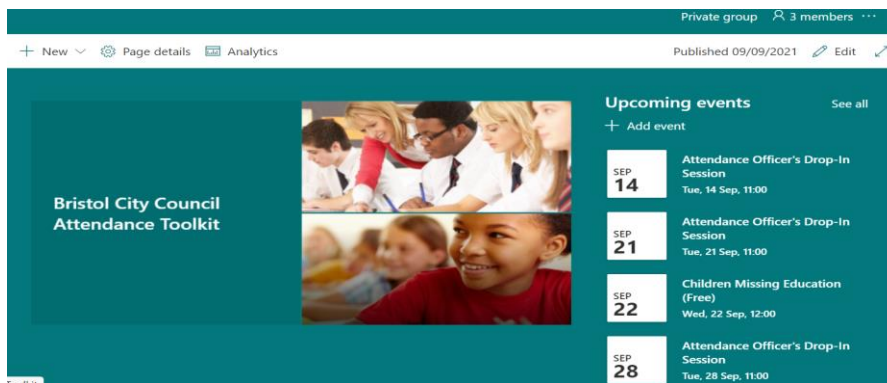 Private group 3 members ...
+ New Page details Analytics
Published 09/09/2021 Edit
Bristol City Council
Attendance Toolkit
Upcoming events See all
+ Add event
SEP
14
Attendance Officer's Drop-In
Session
Tue, 14 Sep, 11:00
SEP
21
Attendance Officer's Drop-In
Session
Tue, 21 Sep, 11:00
SEP
22
Children Missing Education
(Free)
Wed, 22 Sep, 12:00
SEP
28
Attendance Officer's Drop-In
Session
Tue, 28 Sep, 11:00